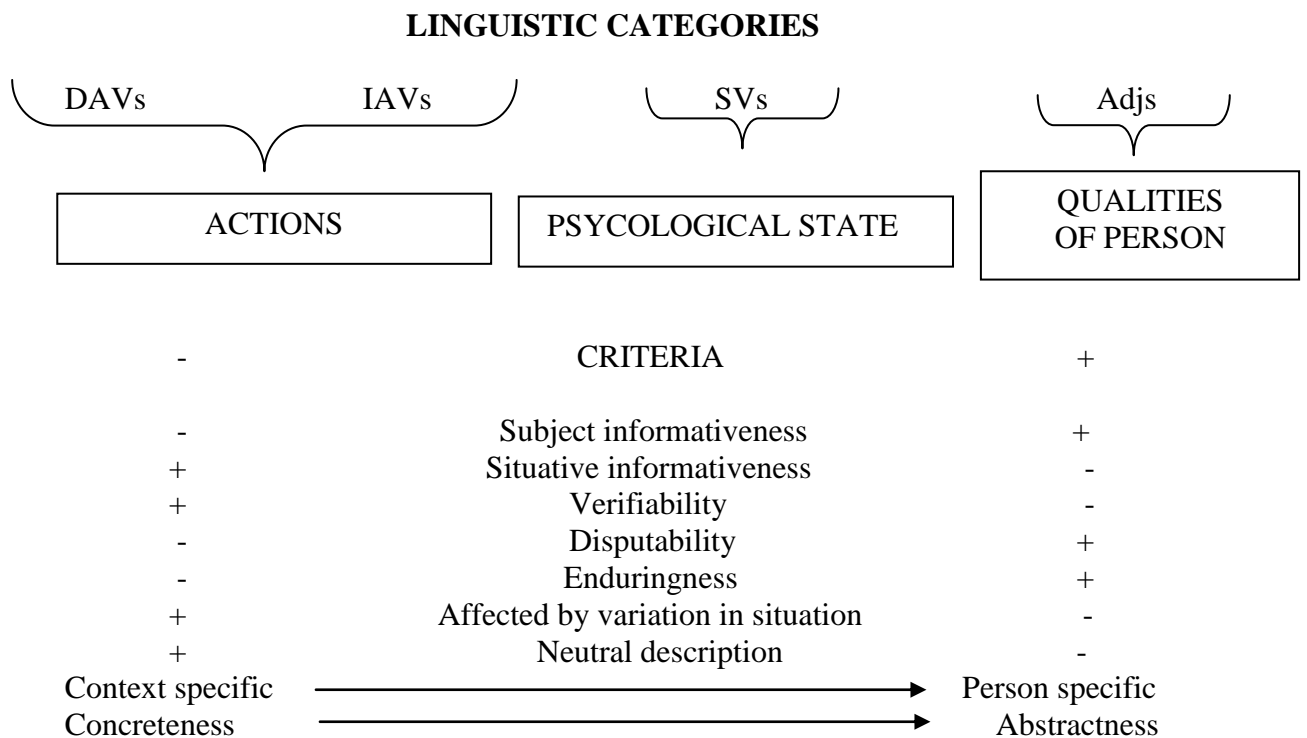 LINGUISTIC CATEGORIES
DAVs IAVs SVs Adjs
ACTIONS
PSYCOLOGICAL STATE
QUALITIES
OF PERSON
- CRITERIA +
- Subject informativeness +
+ Situative informativeness -
+ Verifiability -
- Disputability +
- Enduringness +
+ Affected by variation in situation -
+ Neutral description -
Context specific Person specific
Concreteness Abstractness